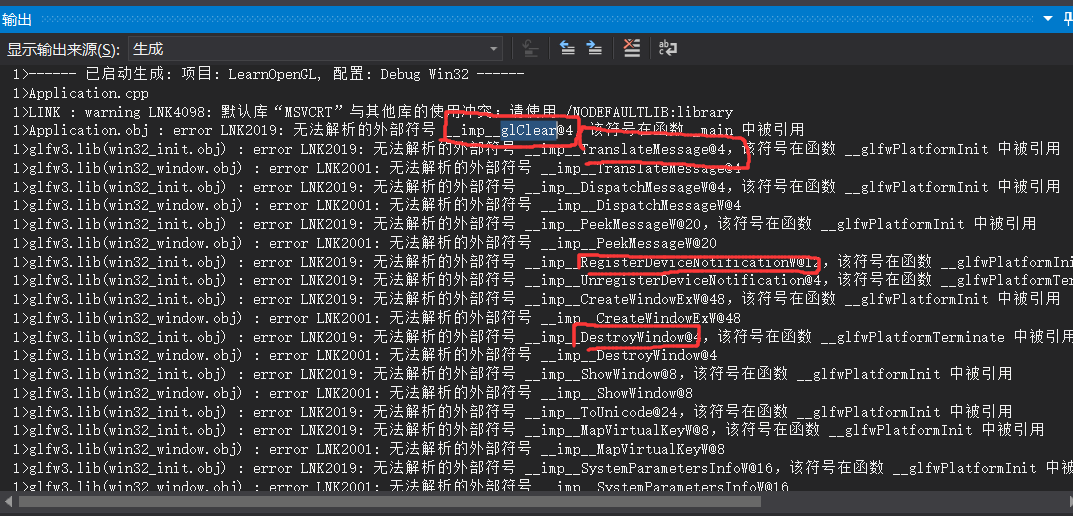 输出
显示输出来源(S): 生成
1>------ 已启动生成: 项目: LearnOpenGL, 配置: Debug Win32 ------
1>Application.cpp
1>LINK : warning LNK4098: 默认库“MSVCRT”与其他库的使用冲突；请使用 /NODEFAULTLIB:library
1>Application.obj : error LNK2019: 无法解析的外部符号 __imp__glClear@4，该符号在函数 _main 中被引用
1>glfw3.lib(win32_init.obj) : error LNK2019: 无法解析的外部符号 __imp__TranslateMessage@4，该符号在函数 __glfwPlatformInit 中被引用
1>glfw3.lib(win32_window.obj) : error LNK2001: 无法解析的外部符号 __imp__TranslateMessage@4
1>glfw3.lib(win32_init.obj) : error LNK2019: 无法解析的外部符号 __imp__DispatchMessageW@4，该符号在函数 __glfwPlatformInit 中被引用
1>glfw3.lib(win32_window.obj) : error LNK2001: 无法解析的外部符号 __imp__DispatchMessageW@4
1>glfw3.lib(win32_init.obj) : error LNK2019: 无法解析的外部符号 __imp__PeekMessageW@20，该符号在函数 __glfwPlatformInit 中被引用
1>glfw3.lib(win32_window.obj) : error LNK2001: 无法解析的外部符号 __imp__PeekMessageW@20
1>glfw3.lib(win32_init.obj) : error LNK2019: 无法解析的外部符号 __imp__RegisterDeviceNotificationW@12，该符号在函数 __glfwPlatformIni
1>glfw3.lib(win32_init.obj) : error LNK2019: 无法解析的外部符号 __imp__UnregisterDeviceNotification@4，该符号在函数 __glfwPlatformTer
1>glfw3.lib(win32_init.obj) : error LNK2019: 无法解析的外部符号 __imp__CreateWindowExW@48，该符号在函数 __glfwPlatformInit 中被引用
1>glfw3.lib(win32_window.obj) : error LNK2001: 无法解析的外部符号 __imp__CreateWindowExW@48
1>glfw3.lib(win32_init.obj) : error LNK2019: 无法解析的外部符号 __imp__DestroyWindow@4，该符号在函数 __glfwPlatformTerminate 中被引
1>glfw3.lib(win32_window.obj) : error LNK2001: 无法解析的外部符号 __imp__DestroyWindow@4
1>glfw3.lib(win32_init.obj) : error LNK2019: 无法解析的外部符号 __imp__ShowWindow@8，该符号在函数 __glfwPlatformInit 中被引用
1>glfw3.lib(win32_window.obj) : error LNK2001: 无法解析的外部符号 __imp__ShowWindow@8
1>glfw3.lib(win32_init.obj) : error LNK2019: 无法解析的外部符号 __imp__ToUnicode@24，该符号在函数 __glfwPlatformInit 中被引用
1>glfw3.lib(win32_init.obj) : error LNK2019: 无法解析的外部符号 __imp__MapVirtualKeyW@8，该符号在函数 __glfwPlatformInit 中被引用
1>glfw3.lib(win32_window.obj) : error LNK2001: 无法解析的外部符号 __imp__MapVirtualKeyW@8
1>glfw3.lib(win32_init.obj) : error LNK2019: 无法解析的外部符号 __imp__SystemParametersInfoW@16，该符号在函数 __glfwPlatformInit 中被
1>glfw3.lib(win32_window.obj) : error LNK2001: 无法解析的外部符号 __imp__SystemParametersInfoW@16